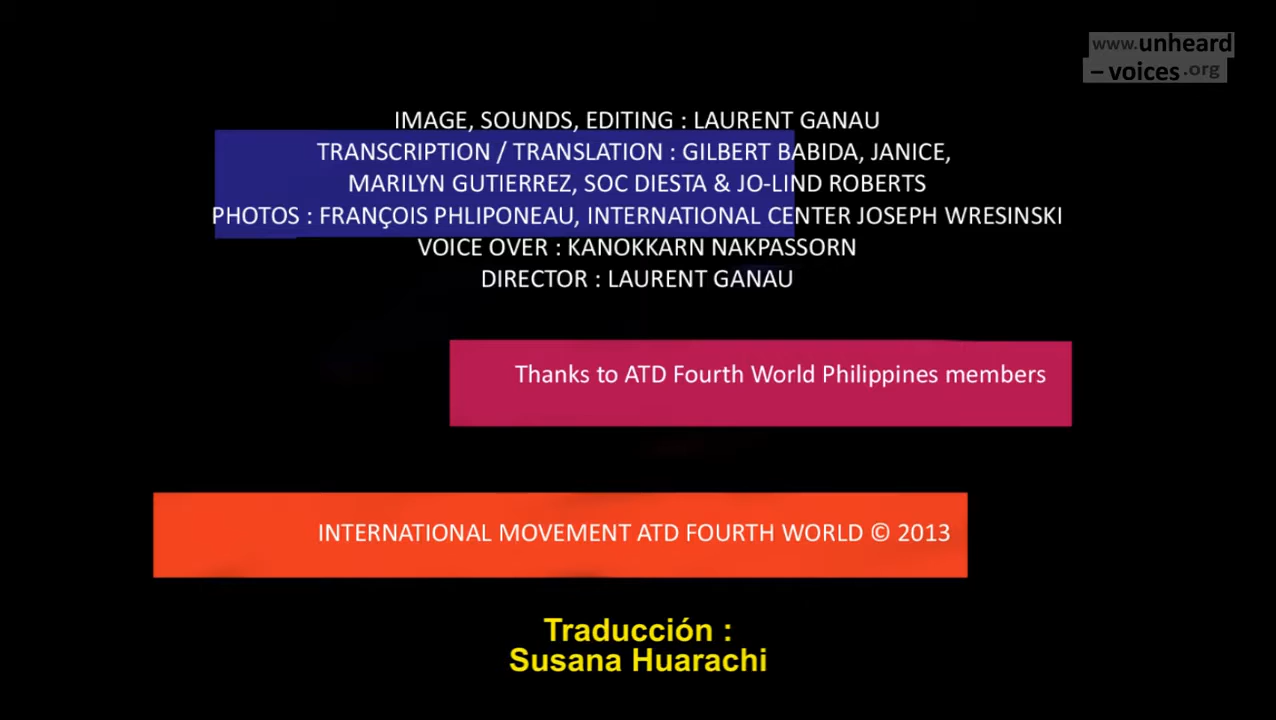 www.unheard
– voices.org
IMAGE, SOUNDS, EDITING : LAURENT GANAU
TRANSCRIPTION / TRANSLATION : GILBERT BABIDA, JANICE,
MARILYN GUTIERREZ, SOC DIESTA & JO-LIND ROBERTS
PHOTOS : FRANÇOIS PHLIPONEAU, INTERNATIONAL CENTER JOSEPH WRESINSKI
VOICE OVER : KANOKKARN NAKPASSORN
DIRECTOR : LAURENT GANAU
Thanks to ATD Fourth World Philippines members
INTERNATIONAL MOVEMENT ATD FOURTH WORLD © 2013
Traducción :
Susana Huarachi